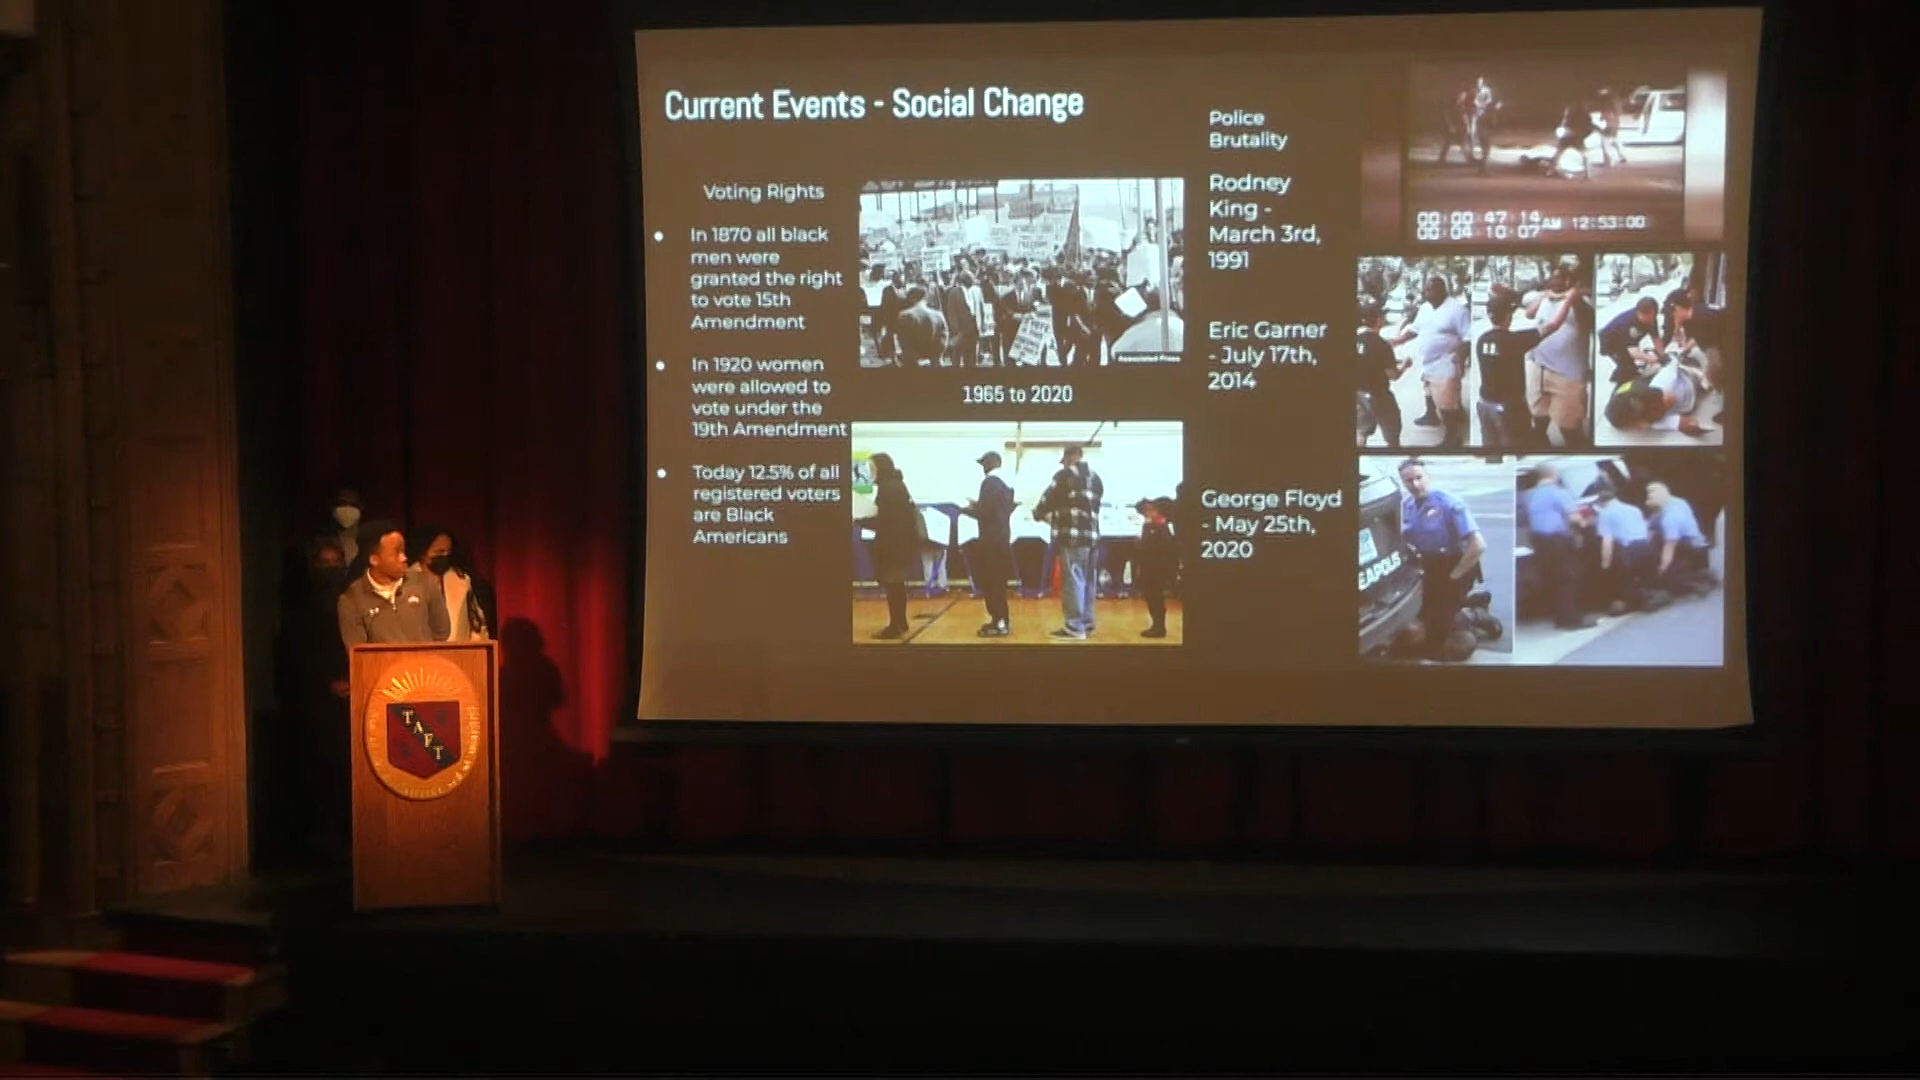 Current Events - Social Change
Voting Rights
In 1870 all black
men were
granted the right
to vote 15th
Amendment
In 1920 women
were allowed to
vote under the
19th Amendment
Today 12.5% of all
registered voters
are Black
Americans
Associated Press
1965 to 2020
Police
Brutality
Rodney
King -
March 3rd,
1991
Eric Garner
- July 17th,
2014
George Floyd
- May 25th,
2020
00:00:47:14
00:04:10:07 AM 12:53:00
EAPOLIS
TAFT